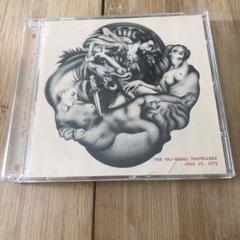 THE TAJ-MAHAL TRAVELLERS
JULY 15, 1972